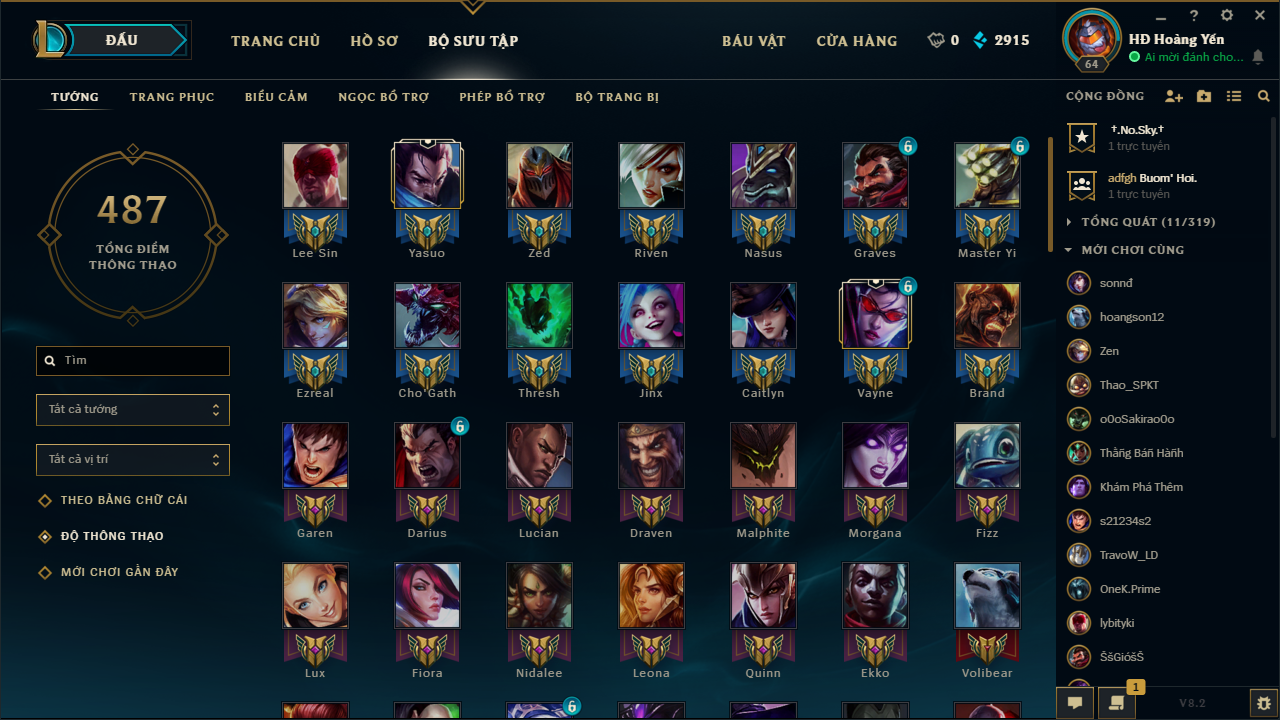 ĐẤU
TRANG CHỦ
HỒ SƠ
BỘ SƯU TẬP
BÁU VẬT
CỬA HÀNG
0
2915
64
HĐ Hoàng Yến
Ai mời đánh cho...
TƯỚNG
TRANG PHỤC
BIỂU CẢM
NGỌC BỔ TRỢ
PHÉP BỔ TRỢ
BỘ TRANG BỊ
487
TỔNG ĐIỂM
THÔNG THẠO
Tìm
Tất cả tướng
Tất cả vị trí
THEO BẢNG CHỮ CÁI
ĐỘ THÔNG THẠO
MỚI CHƠI GẦN ĐÂY
6
6
Lee Sin
Yasuo
Zed
Riven
Nasus
Graves
Master Yi
6
Ezreal
Cho'Gath
Thresh
Jinx
Caitlyn
Vayne
Brand
6
Garen
Darius
Lucian
Draven
Malphite
Morgana
Fizz
Lux
Fiora
Nidalee
Leona
Quinn
Ekko
Volibear
6
CỘNG ĐỒNG
†.No.Sky.†
1 trực tuyến
adfgh Buom' Hoi.
1 trực tuyến
TỔNG QUÁT (11/319)
MỚI CHƠI CÙNG
sonnđ
hoangson12
Zen
Thao_SPKT
o0oSakirao0o
Thằng Báñ Hàñh
Khám Phá Thêm
s21234s2
TravoW_LD
OneK.Prime
lybityki
ŠšGióšŠ
1
V8.2